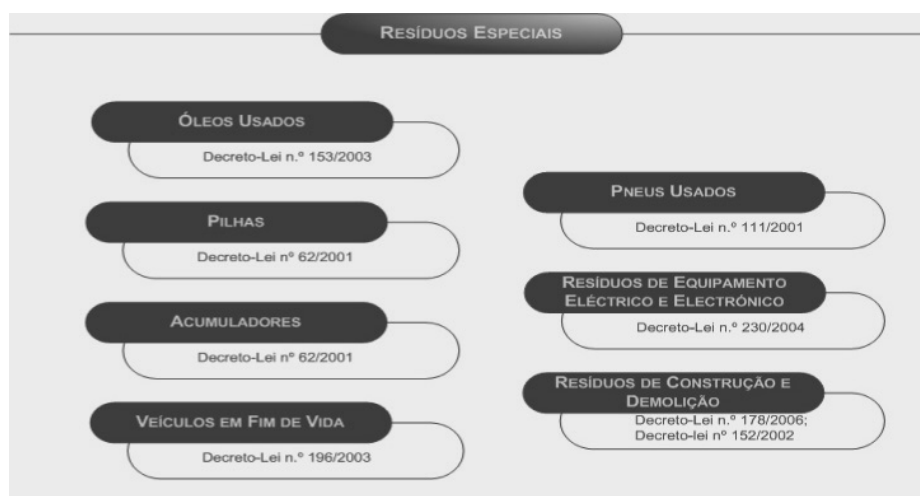 RESÍDUOS ESPECIAIS
ÓLEOS USADOS
Decreto-Lei n.º 153/2003
PILHAS
Decreto-Lei nº 62/2001
ACUMULADORES
Decreto-Lei nº 62/2001
VEÍCULOS EM FIM DE VIDA
Decreto-Lei n.º 196/2003
PNEUS USADOS
Decreto-Lei n.º 111/2001
RESÍDUOS DE EQUIPAMENTO
ELÉCTRICO E ELECTRÓNICO
Decreto-Lei n.º 230/2004
RESÍDUOS DE CONSTRUÇÃO E
DEMOLIÇÃO
Decreto-Lei n.º 178/2006;
Decreto-lei nº 152/2002